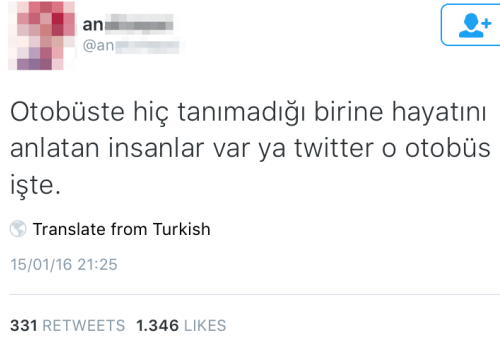 an
@an
Otobüste hiç tanımadığı birine hayatını
anlatan insanlar var ya twitter o otobüs
işte.
Translate from Turkish
15/01/16 21:25
331 RETWEETS 1.346 LIKES